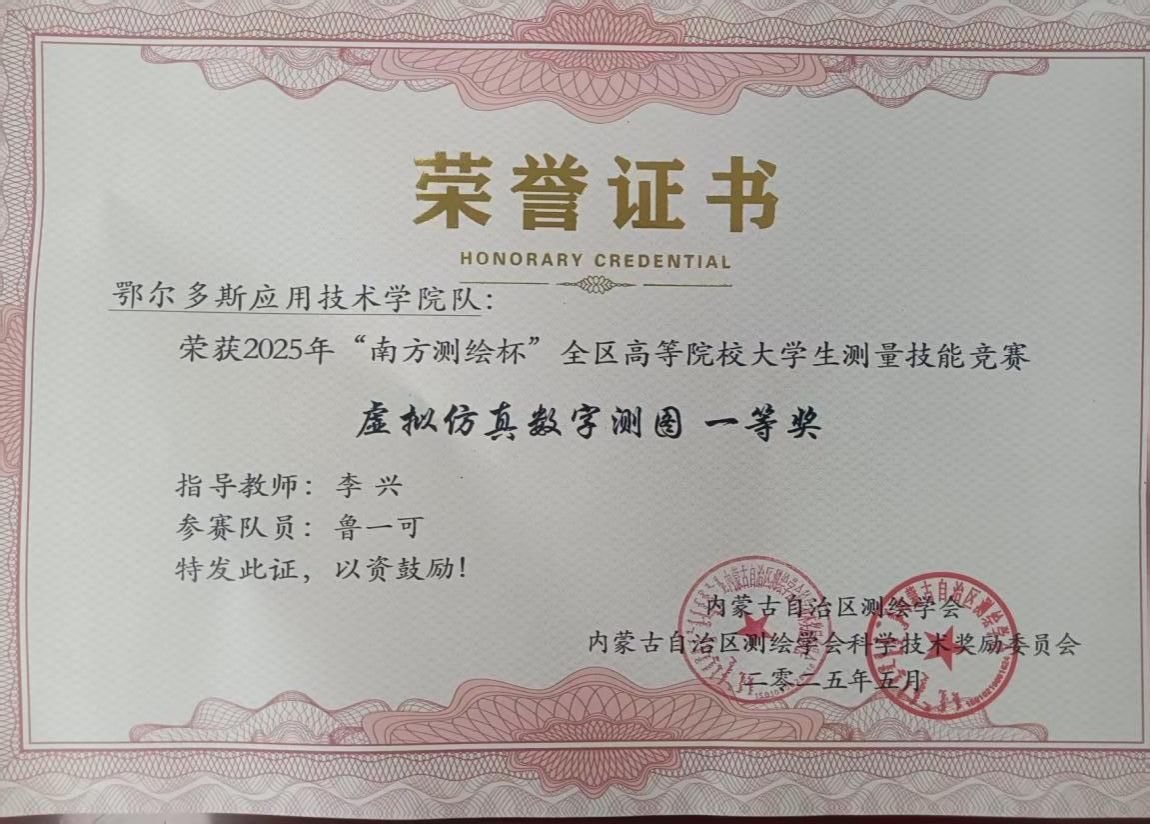 荣誉证书
HONORARY CREDENTIAL
鄂尔多斯应用技术学院队：
荣获2025年“南方测绘杯”全区高等院校大学生测量技能竞赛
虚拟仿真数字测图 一等奖
指导教师：李 兴
参赛队员：鲁一可
特发此证，以资鼓励！
内蒙古自治区测绘学会
内蒙古自治区测绘学会科学技术奖励委员会
二零二五年五月